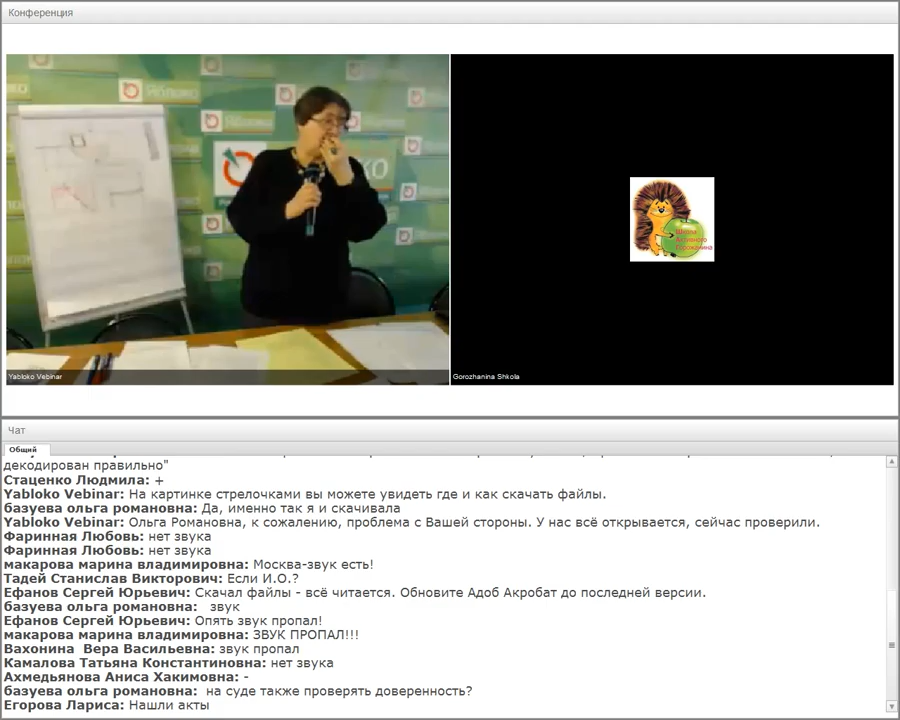 Конференция
Яблоко
Яблоко
Школа
Активного
Горожанина
Yabloko Vebinar
Gorozhanina Shkola
Чат
Общий
декодирован правильно"
Стаценко Людмила: +
Yabloko Vebinar: На картинке стрелочками вы можете увидеть где и как скачать файлы.
базуева ольга романовна: Да, именно так я и скачивала
Yabloko Vebinar: Ольга Романовна, к сожалению, проблема с Вашей стороны. У нас всё открывается, сейчас проверили.
Фаринная Любовь: нет звука
Фаринная Любовь: нет звука
макарова марина владимировна: Москва-звук есть!
Тадей Станислав Викторович: Если И.О.?
Ефанов Сергей Юрьевич: Скачал файлы - всё читается. Обновите Адоб Акробат до последней версии.
базуева ольга романовна: звук
Ефанов Сергей Юрьевич: Опять звук пропал!
макарова марина владимировна: ЗВУК ПРОПАЛ!!!
Вахонина Вера Васильевна: звук пропал
Камалова Татьяна Константиновна: нет звука
Ахмедьянова Аниса Хакимовна: -
базуева ольга романовна: на суде также проверять доверенность?
Егорова Лариса: Нашли акты